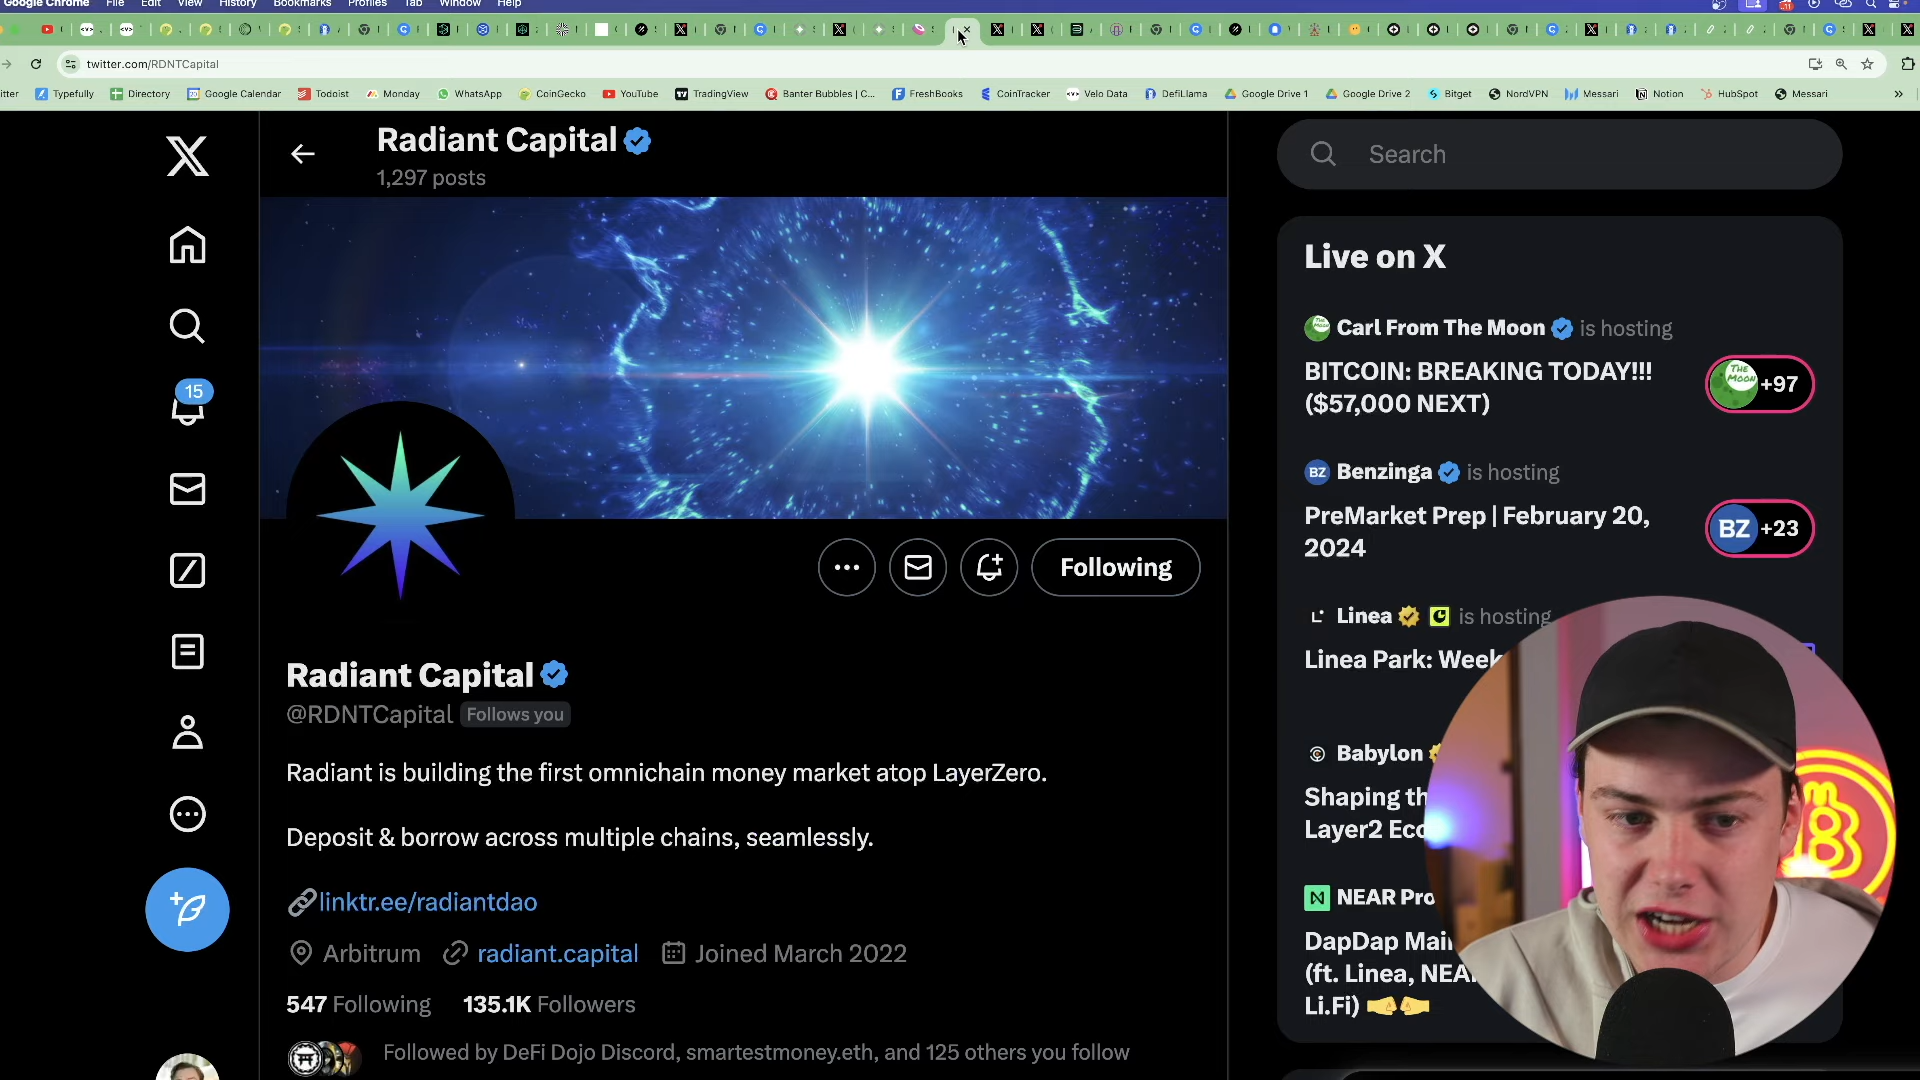 Google Chrome File Edit View History Bookmarks Profiles Tab Window Help
twitter.com/RDNTCapital
itter Typefully Directory Google Calendar Todoist Monday WhatsApp CoinGecko YouTube TradingView Banter Bubbles | C... FreshBooks CoinTracker Velo Data DefiLlama Google Drive 1 Google Drive 2 Bitget NordVPN Messari Notion HubSpot Messari
Radiant Capital
1,297 posts
Search
15
Following
Radiant Capital
@RDNTCapital Follows you
Radiant is building the first omnichain money market atop LayerZero.
Deposit & borrow across multiple chains, seamlessly.
linktr.ee/radiantdao
Arbitrum radiant.capital Joined March 2022
547 Following 135.1K Followers
Followed by DeFi Dojo Discord, smartestmoney.eth, and 125 others you follow
Live on X
Carl From The Moon is hosting
BITCOIN: BREAKING TODAY!!!
($57,000 NEXT)
THE MOON +97
BZ Benzinga is hosting
PreMarket Prep | February 20,
2024
BZ +23
Linea is hosting
Linea Park: Week
Babylon
Shaping th
Layer2 Eco
NEAR Pro
DapDap Mai
(ft. Linea, NEA
Li.Fi)